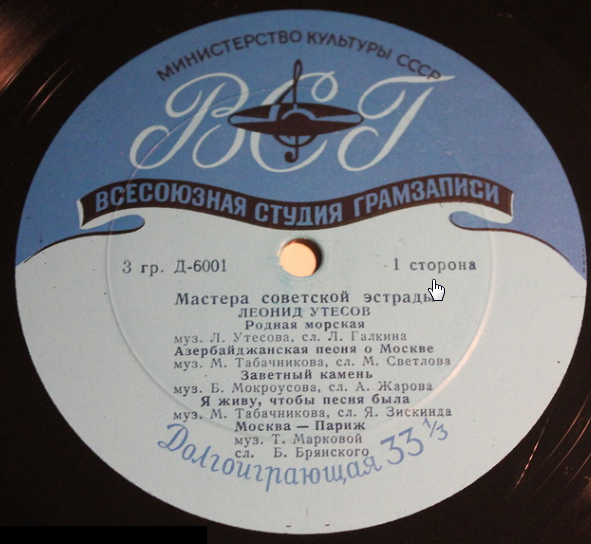 МИНИСТЕРСТВО КУЛЬТУРЫ СССР
ВСГ
ВСЕСОЮЗНАЯ СТУДИЯ ГРАМЗАПИСИ
3 гр. Д-6001 1 сторона
Мастера советской эстрады
ЛЕОНИД УТЕСОВ
Родная морская
муз. Л. Утесова, сл. Л. Галкина
Азербайджанская песня о Москве
муз. М. Табачникова, сл. М. Светлова
Заветный камень
муз. Б. Мокроусова, сл. А. Жарова
Я живу, чтобы песня была
муз. М. Табачникова, сл. Я. Зискинда
Москва — Париж
муз. Т. Марковой
сл. Б. Брянского
Долгоиграющая 33⅓